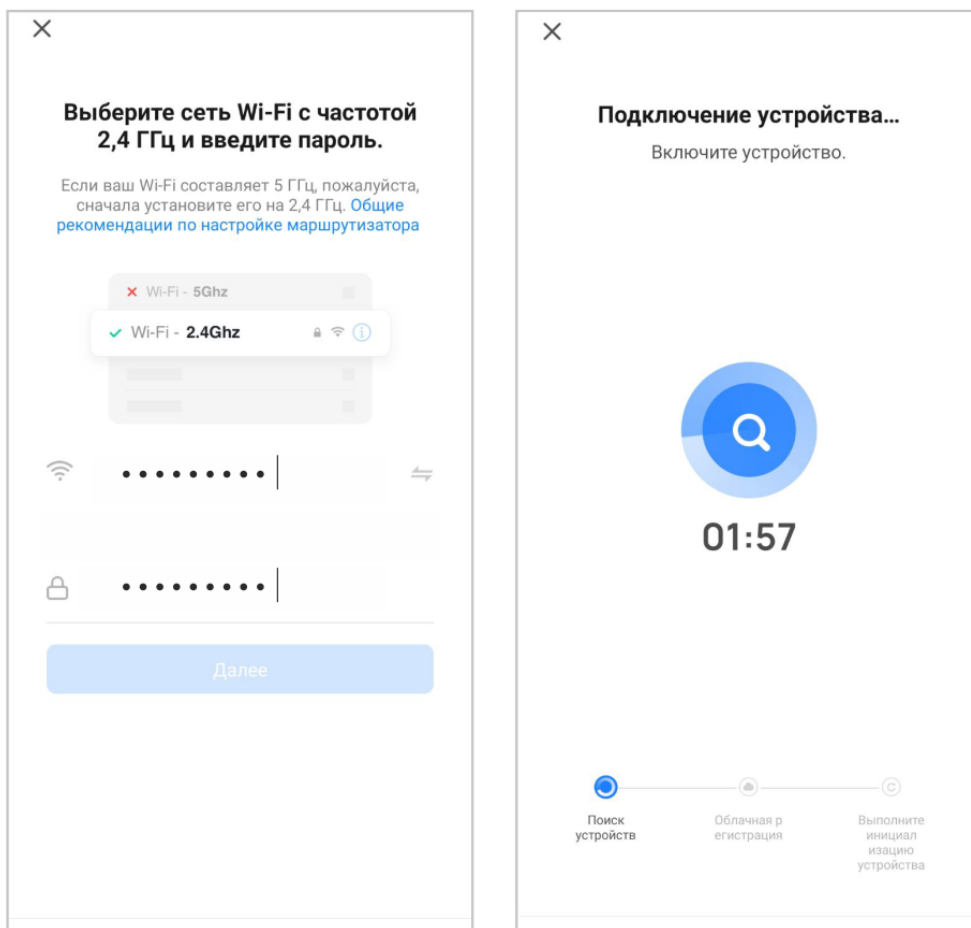 Выберите сеть Wi-Fi с частотой
2,4 ГГц и введите пароль.
Если ваш Wi-Fi составляет 5 ГГц, пожалуйста,
сначала установите его на 2,4 ГГц. Общие
рекомендации по настройке маршрутизатора
Wi-Fi - 5Ghz
Wi-Fi - 2.4Ghz
Далее
Подключение устройства...
Включите устройство.
01:57
Поиск
устройств
Облачная р
егистрация
Выполните
инициал
изацию
устройства